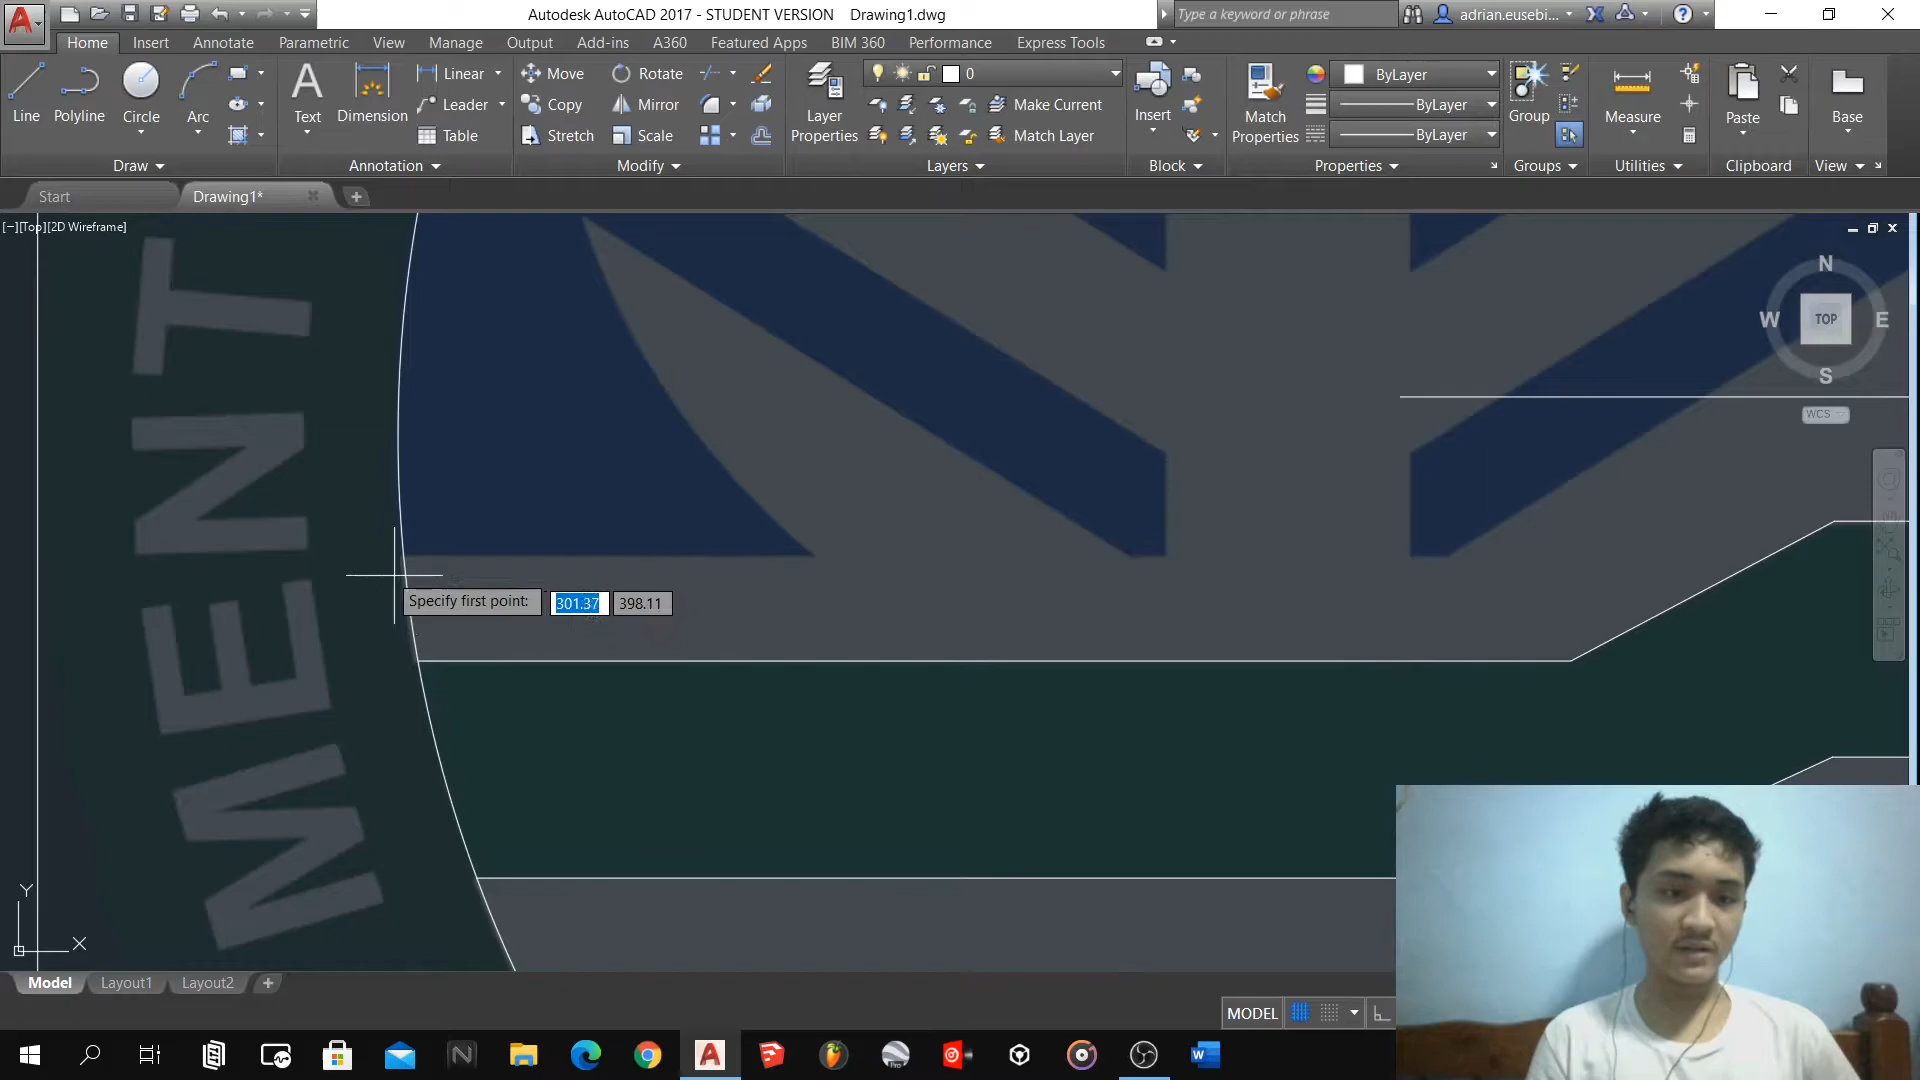 Autodesk AutoCAD 2017 - STUDENT VERSION Drawing1.dwg
Type a keyword or phrase
adrian.eusebi...
Home Insert Annotate Parametric View Manage Output Add-ins A360 Featured Apps BIM 360 Performance Express Tools
Line Polyline Circle Arc
Text Dimension
Linear
Leader
Table
Move Rotate
Copy Mirror
Stretch Scale
Layer Properties
0
Make Current
Match Layer
Insert
Match Properties
ByLayer
ByLayer
ByLayer
Group
Measure
Paste
Base
Draw Annotation Modify Layers Block Properties Groups Utilities Clipboard View
Start Drawing1*
[−][Top][2D Wireframe]
N
W TOP E
S
WCS
MENT
Specify first point: 301.37 398.11
Y
X
Model Layout1 Layout2
MODEL